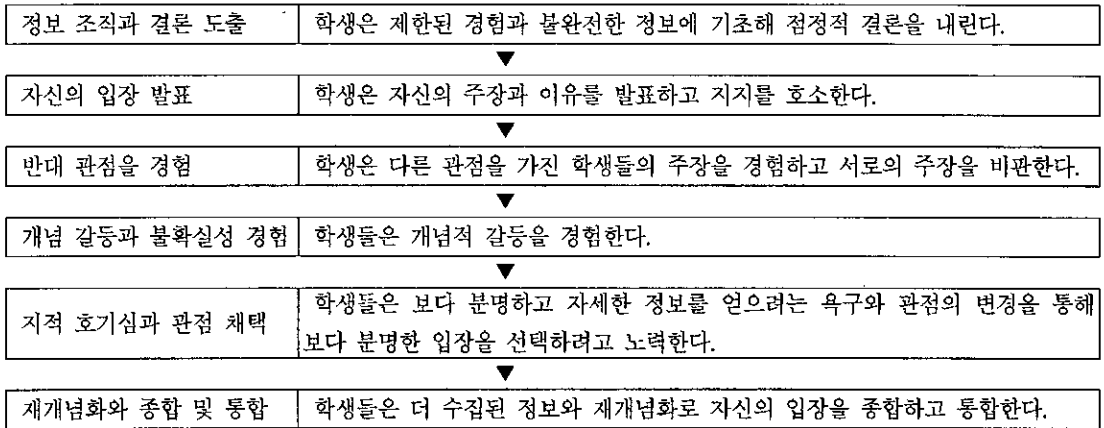 정보 조직과 결론 도출 학생은 제한된 경험과 불완전한 정보에 기초해 잠정적 결론을 내린다.
▼
자신의 입장 발표 학생은 자신의 주장과 이유를 발표하고 지지를 호소한다.
▼
반대 관점을 경험 학생은 다른 관점을 가진 학생들의 주장을 경험하고 서로의 주장을 비판한다.
▼
개념 갈등과 불확실성 경험 학생들은 개념적 갈등을 경험한다.
▼
지적 호기심과 관점 채택 학생들은 보다 분명하고 자세한 정보를 얻으려는 욕구와 관점의 변경을 통해
보다 분명한 입장을 선택하려고 노력한다.
▼
재개념화와 종합 및 통합 학생들은 더 수집된 정보와 재개념화로 자신의 입장을 종합하고 통합한다.